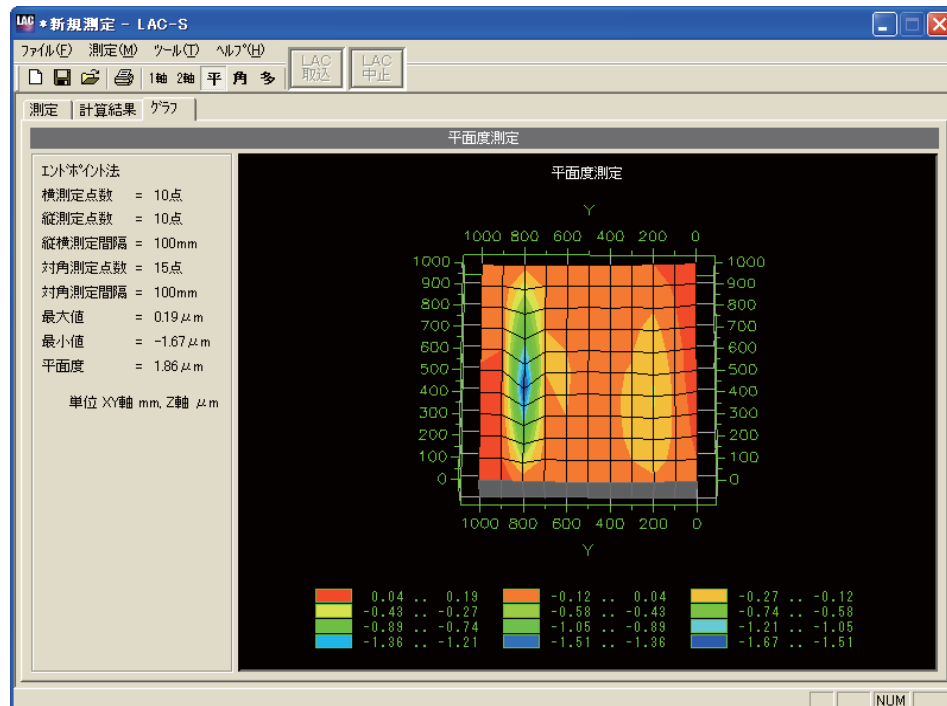 LAC *新規測定 - LAC-S
ファイル(F) 測定(M) ツール(T) ヘルプ(H)
1軸 2軸 平 角 多
LAC
取込
LAC
中止
測定 計算結果 グラフ
平面度測定
エンドポイント法
横測定点数 = 10点
縦測定点数 = 10点
縦横測定間隔 = 100mm
対角測定点数 = 15点
対角測定間隔 = 100mm
最大値 = 0.19μm
最小値 = -1.67μm
平面度 = 1.86μm
単位 XY軸 mm, Z軸 μm
平面度測定
Y
1000 800 600 400 200 0
1000 1000
900 900
800 800
700 700
600 600
500 500
400 400
300 300
200 200
100 100
0 0
1000 800 600 400 200 0
Y
0.04 .. 0.19 -0.12 .. 0.04 -0.27 .. -0.12
-0.43 .. -0.27 -0.58 .. -0.43 -0.74 .. -0.58
-0.89 .. -0.74 -1.05 .. -0.89 -1.21 .. -1.05
-1.36 .. -1.21 -1.51 .. -1.36 -1.67 .. -1.51
NUM